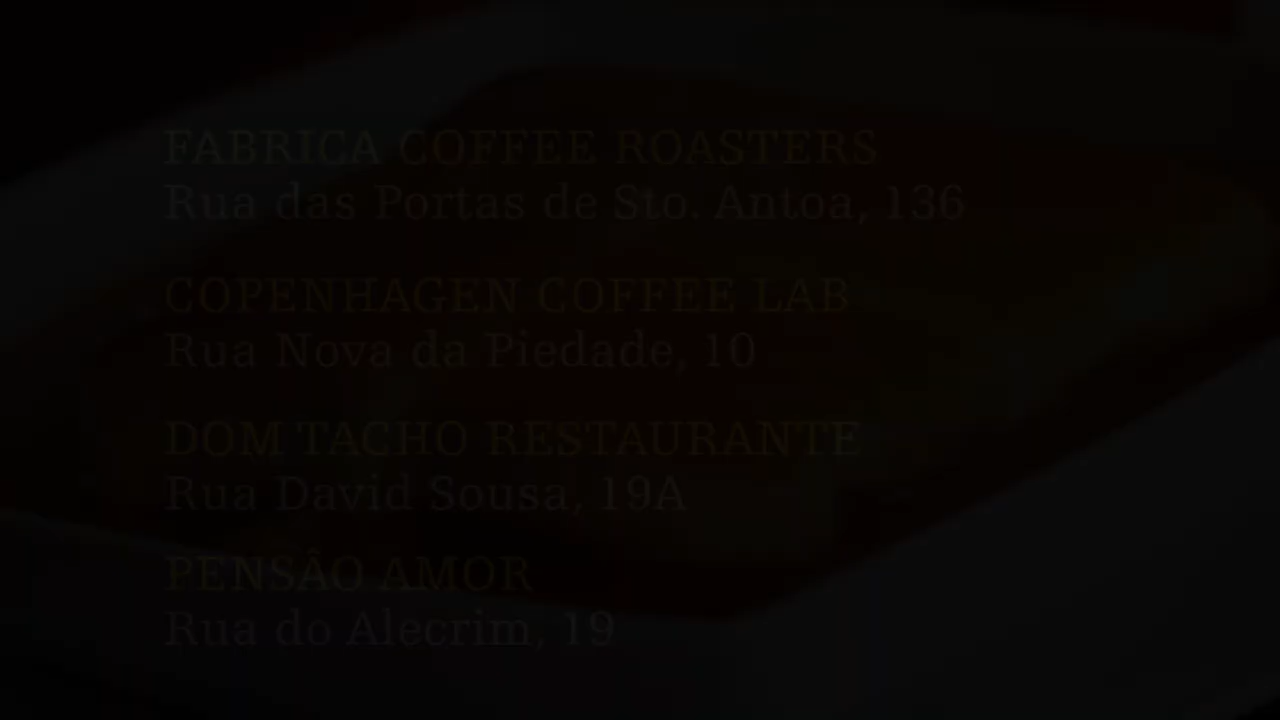 FABRICA COFFEE ROASTERS
Rua das Portas de Sto. Antoa, 136
COPENHAGEN COFFEE LAB
Rua Nova da Piedade, 10
DOM TACHO RESTAURANTE
Rua David Sousa, 19A
PENSÃO AMOR
Rua do Alecrim, 19